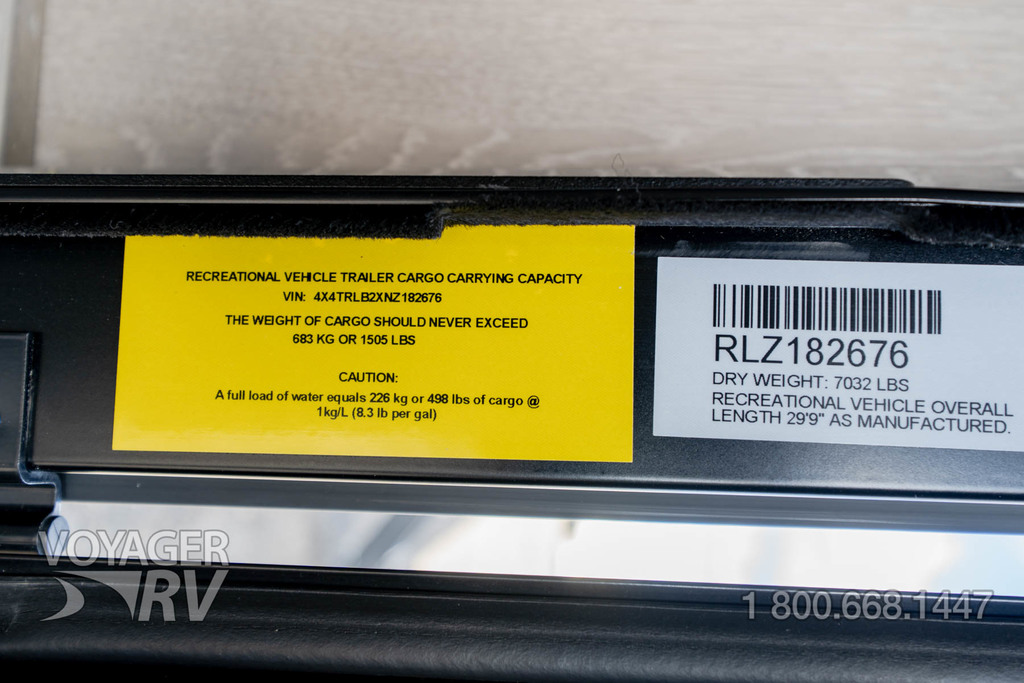 RECREATIONAL VEHICLE TRAILER CARGO CARRYING CAPACITY
VIN: 4X4TRLB2XNZ182676
THE WEIGHT OF CARGO SHOULD NEVER EXCEED
683 KG OR 1505 LBS
CAUTION:
A full load of water equals 226 kg or 498 lbs of cargo @
1kg/L (8.3 lb per gal)
RLZ182676
DRY WEIGHT: 7032 LBS
RECREATIONAL VEHICLE OVERALL
LENGTH 29'9" AS MANUFACTURED.
VOYAGER
RV
1 800.668.1447